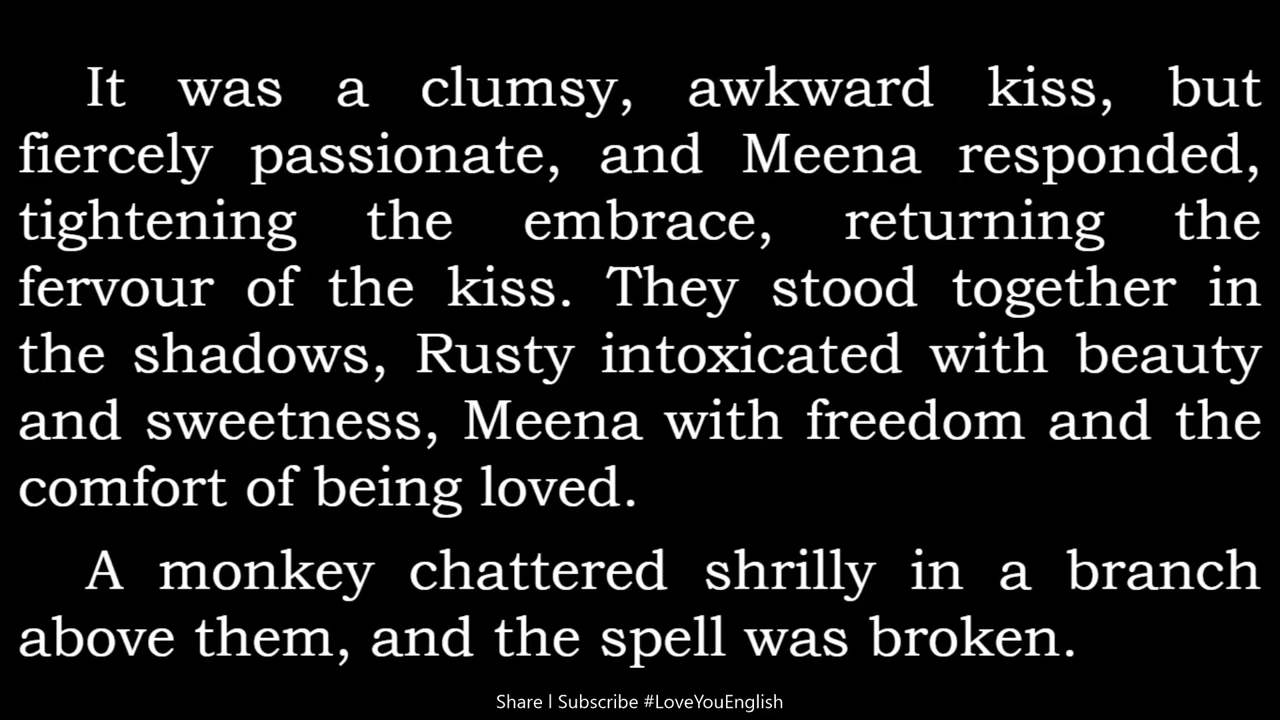 It was a clumsy, awkward kiss, but
fiercely passionate, and Meena responded,
tightening the embrace, returning the
fervour of the kiss. They stood together in
the shadows, Rusty intoxicated with beauty
and sweetness, Meena with freedom and the
comfort of being loved.
A monkey chattered shrilly in a branch
above them, and the spell was broken.
Share l Subscribe #LoveYouEnglish